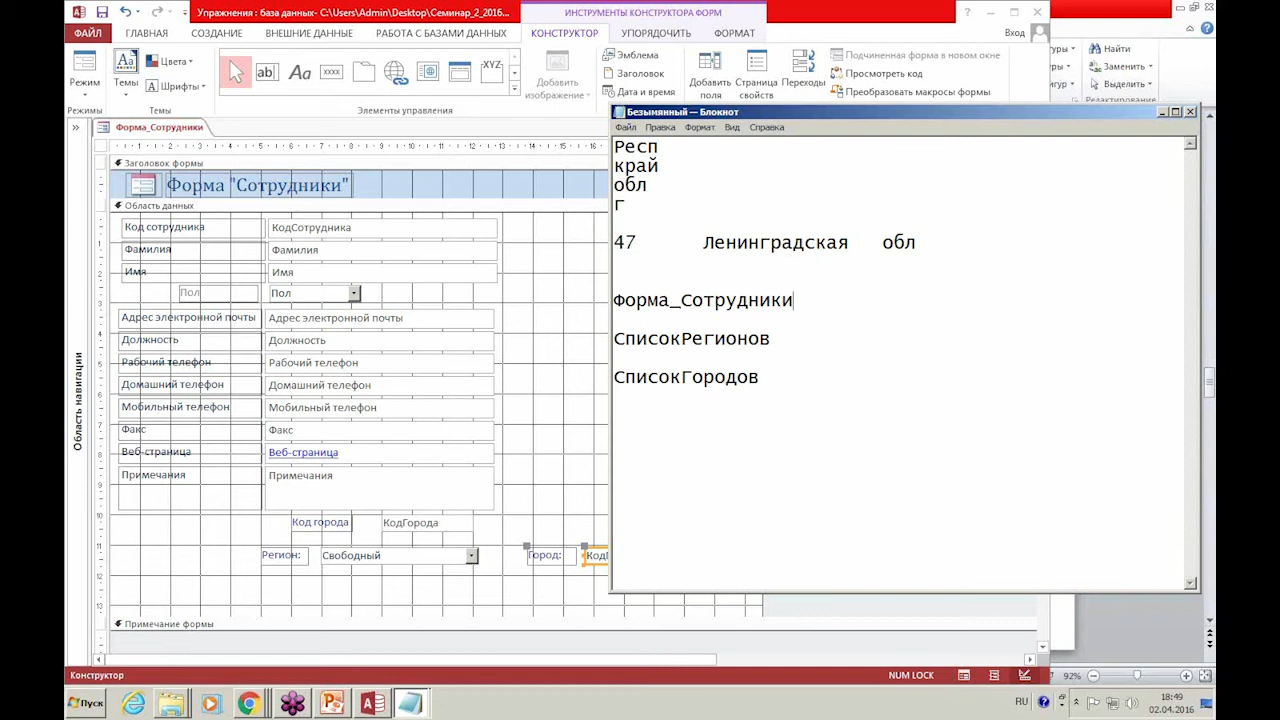 Упражнения : база данных- C:\Users\Admin\Desktop\Семинар_2_2016...
ИНСТРУМЕНТЫ КОНСТРУКТОРА ФОРМ
ФАЙЛ ГЛАВНАЯ СОЗДАНИЕ ВНЕШНИЕ ДАННЫЕ РАБОТА С БАЗАМИ ДАННЫХ КОНСТРУКТОР УПОРЯДОЧИТЬ ФОРМАТ Вход
Режим
Режимы
Темы
Цвета
Шрифты
Темы
ab|
Aa
xxxx
XYZ
Элементы управления
Добавить изображение
Эмблема
Заголовок
Дата и время
Добавить поля
Страница свойств
Переходы
Подчиненная форма в новом окне
Просмотреть код
Преобразовать макросы формы
Найти
Заменить
Выделить
Редактирование
Область навигации
Форма_Сотрудники
Заголовок формы
Форма "Сотрудники"
Область данных
Код сотрудника КодСотрудника
Фамилия Фамилия
Имя Имя
Пол Пол
Адрес электронной почты Адрес электронной почты
Должность Должность
Рабочий телефон Рабочий телефон
Домашний телефон Домашний телефон
Мобильный телефон Мобильный телефон
Факс Факс
Веб-страница Веб-страница
Примечания Примечания
Код города КодГорода
Регион: Свободный Город:
Примечание формы
Безымянный — Блокнот
Файл Правка Формат Вид Справка
Респ
край
обл
г
47 Ленинградская обл
Форма_Сотрудники
СписокРегионов
СписокГородов
Конструктор NUM LOCK
92%
Пуск
RU
18:49
02.04.2016